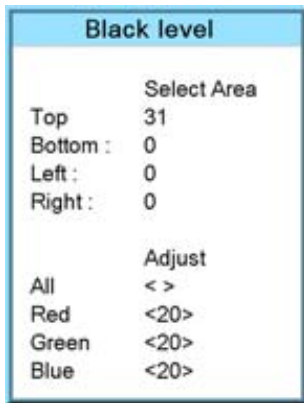 Black level
Select Area
Top 31
Bottom : 0
Left : 0
Right : 0
Adjust
All < >
Red <20>
Green <20>
Blue <20>